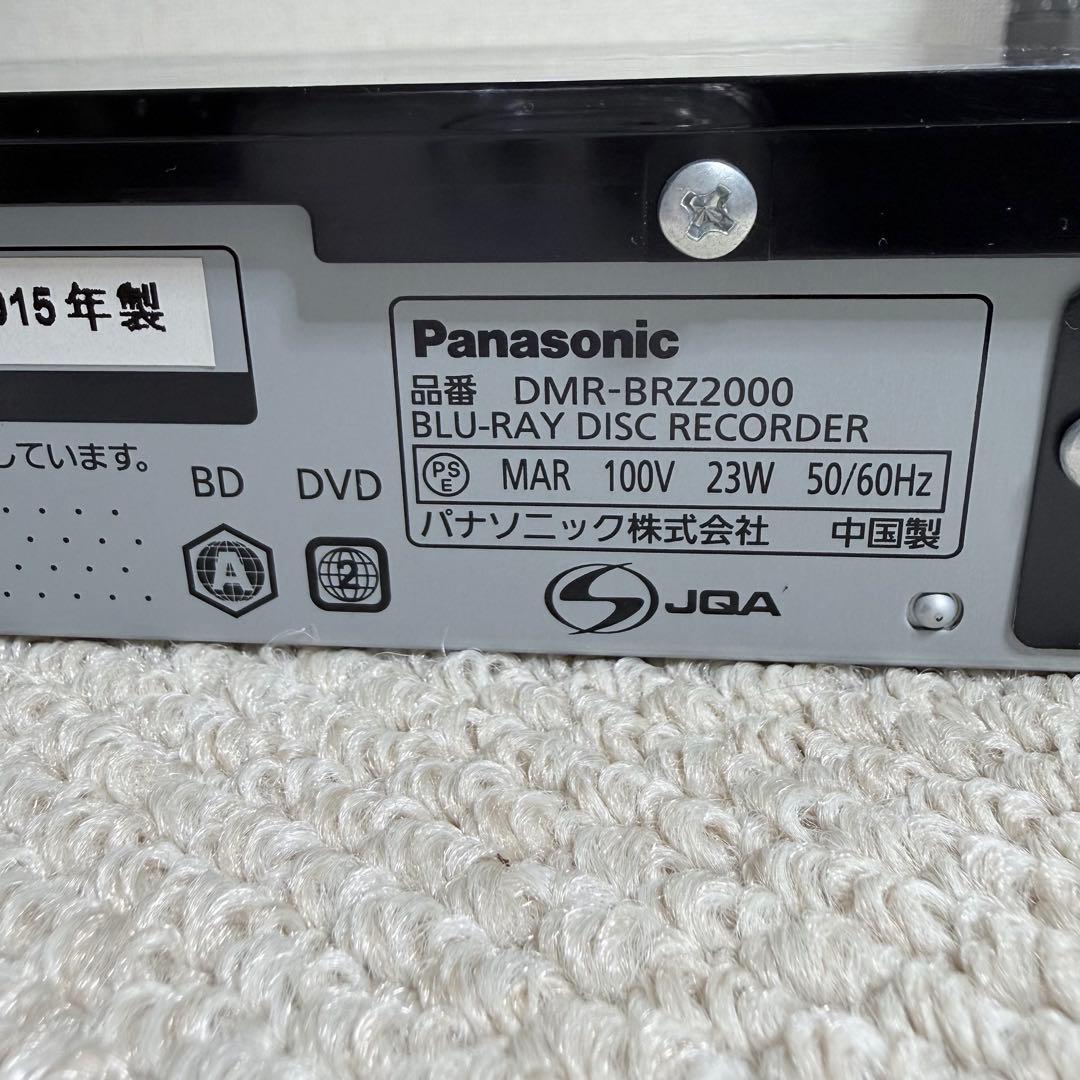 015年製
しています。
BD DVD
A 2
Panasonic
品番 DMR-BRZ2000
BLU-RAY DISC RECORDER
PS E MAR 100V 23W 50/60Hz
パナソニック株式会社 中国製
S JQA